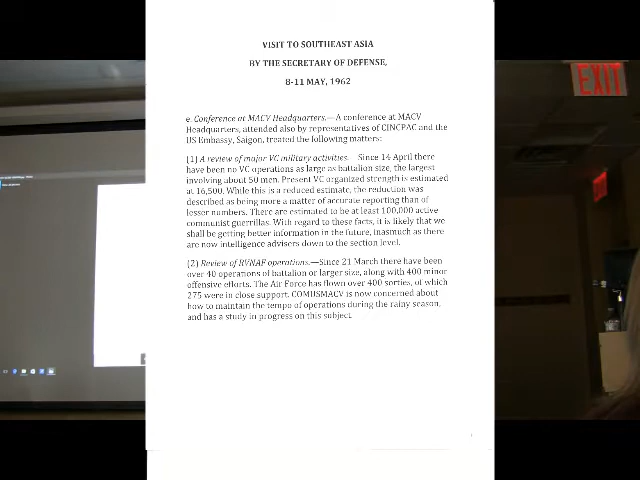 VISIT TO SOUTHEAST ASIA
BY THE SECRETARY OF DEFENSE,
8-11 MAY, 1962
e. Conference at MACV Headquarters.—A conference at MACV
Headquarters, attended also by representatives of CINCPAC and the
US Embassy, Saigon, treated the following matters:
(1) A review of major VC military activities.—Since 14 April there
have been no VC operations as large as battalion size, the largest
involving about 50 men. Present VC organized strength is estimated
at 16,500. While this is a reduced estimate, the reduction was
described as being more a matter of accurate reporting than of
lesser numbers. There are estimated to be at least 100,000 active
communist guerrillas. With regard to these facts, it is likely that we
shall be getting better information in the future, inasmuch as there
are now intelligence advisers down to the section level.
(2) Review of RVNAF operations.—Since 21 March there have been
over 40 operations of battalion or larger size, along with 400 minor
offensive efforts. The Air Force has flown over 400 sorties, of which
275 were in close support. COMUSMACV is now concerned about
how to maintain the tempo of operations during the rainy season,
and has a study in progress on this subject.
EXIT